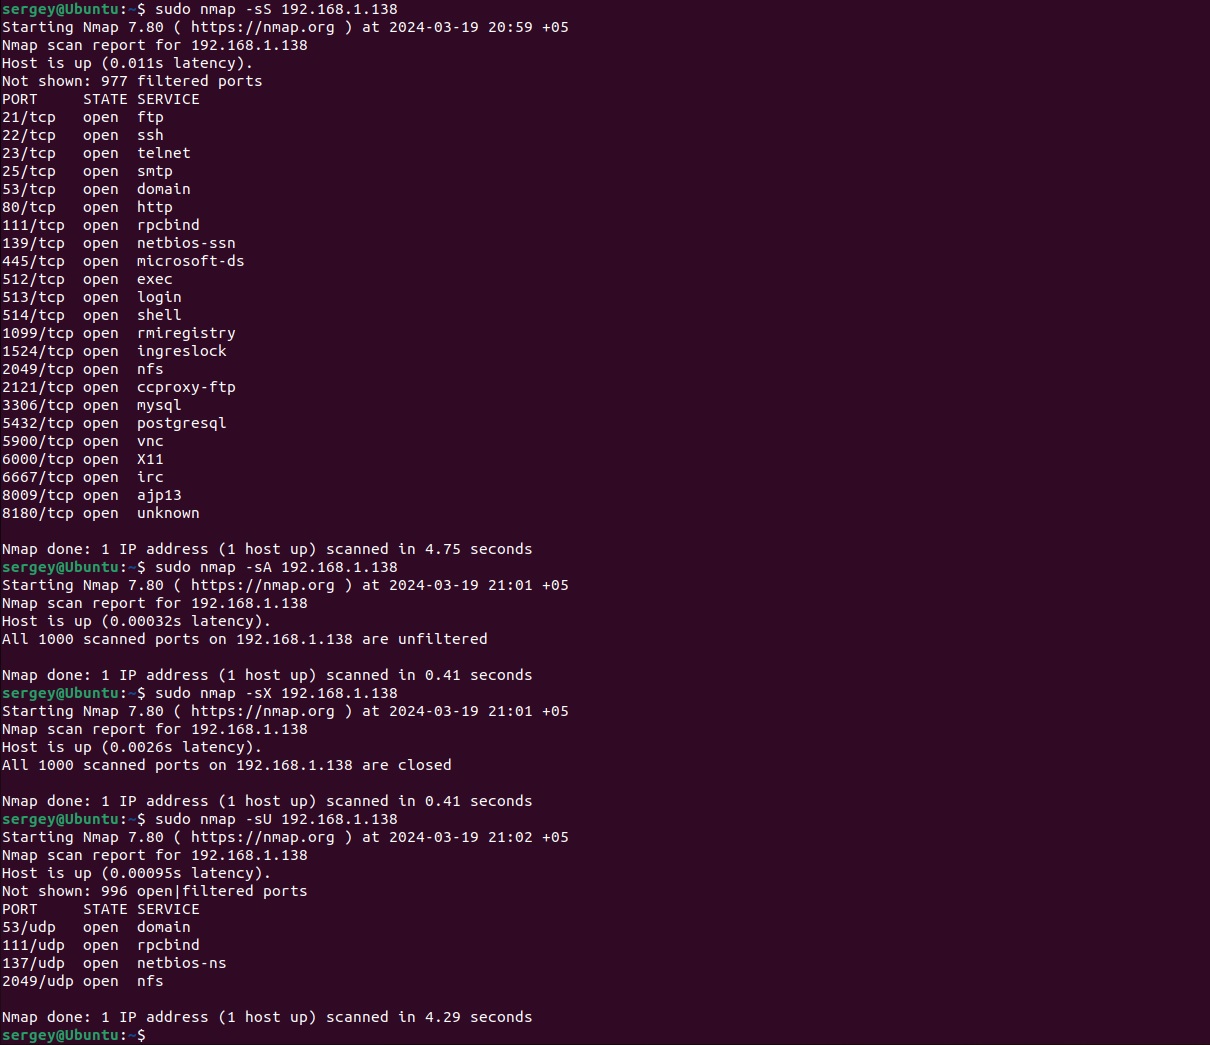 sergey@Ubuntu:~$ sudo nmap -sS 192.168.1.138
Starting Nmap 7.80 ( https://nmap.org ) at 2024-03-19 20:59 +05
Nmap scan report for 192.168.1.138
Host is up (0.011s latency).
Not shown: 977 filtered ports
PORT     STATE SERVICE
21/tcp   open  ftp
22/tcp   open  ssh
23/tcp   open  telnet
25/tcp   open  smtp
53/tcp   open  domain
80/tcp   open  http
111/tcp  open  rpcbind
139/tcp  open  netbios-ssn
445/tcp  open  microsoft-ds
512/tcp  open  exec
513/tcp  open  login
514/tcp  open  shell
1099/tcp open  rmiregistry
1524/tcp open  ingreslock
2049/tcp open  nfs
2121/tcp open  ccproxy-ftp
3306/tcp open  mysql
5432/tcp open  postgresql
5900/tcp open  vnc
6000/tcp open  X11
6667/tcp open  irc
8009/tcp open  ajp13
8180/tcp open  unknown
Nmap done: 1 IP address (1 host up) scanned in 4.75 seconds
sergey@Ubuntu:~$ sudo nmap -sA 192.168.1.138
Starting Nmap 7.80 ( https://nmap.org ) at 2024-03-19 21:01 +05
Nmap scan report for 192.168.1.138
Host is up (0.00032s latency).
All 1000 scanned ports on 192.168.1.138 are unfiltered
Nmap done: 1 IP address (1 host up) scanned in 0.41 seconds
sergey@Ubuntu:~$ sudo nmap -sX 192.168.1.138
Starting Nmap 7.80 ( https://nmap.org ) at 2024-03-19 21:01 +05
Nmap scan report for 192.168.1.138
Host is up (0.0026s latency).
All 1000 scanned ports on 192.168.1.138 are closed
Nmap done: 1 IP address (1 host up) scanned in 0.41 seconds
sergey@Ubuntu:~$ sudo nmap -sU 192.168.1.138
Starting Nmap 7.80 ( https://nmap.org ) at 2024-03-19 21:02 +05
Nmap scan report for 192.168.1.138
Host is up (0.00095s latency).
Not shown: 996 open|filtered ports
PORT     STATE SERVICE
53/udp   open  domain
111/udp  open  rpcbind
137/udp  open  netbios-ns
2049/udp open  nfs
Nmap done: 1 IP address (1 host up) scanned in 4.29 seconds
sergey@Ubuntu:~$